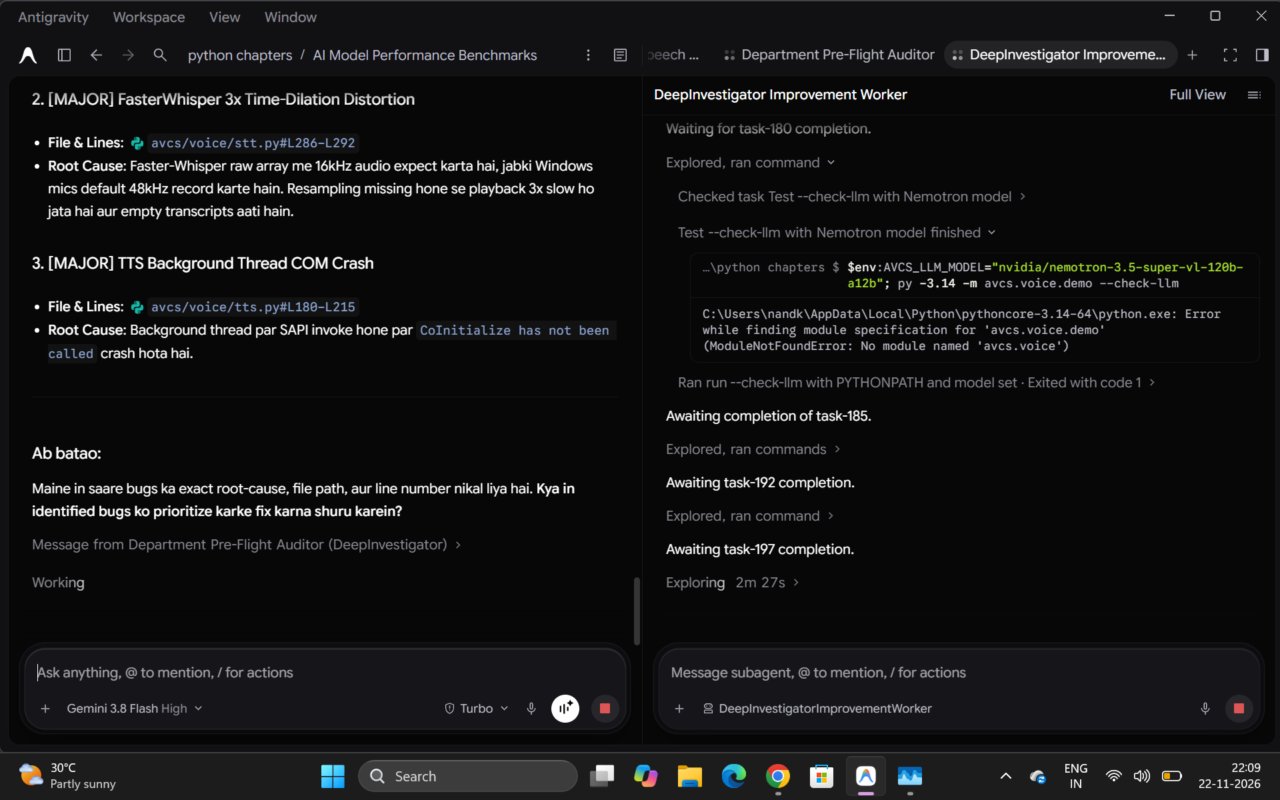 Antigravity Workspace View Window
python chapters / AI Model Performance Benchmarks
peech ... Department Pre-Flight Auditor DeepInvestigator Improveme...
2. [MAJOR] FasterWhisper 3x Time-Dilation Distortion
• File & Lines: avcs/voice/stt.py#L286-L292
• Root Cause: Faster-Whisper raw array me 16kHz audio expect karta hai, jabki Windows
mics default 48kHz record karte hain. Resampling missing hone se playback 3x slow ho
jata hai aur empty transcripts aati hain.
3. [MAJOR] TTS Background Thread COM Crash
• File & Lines: avcs/voice/tts.py#L180-L215
• Root Cause: Background thread par SAPI invoke hone par CoInitialize has not been
called crash hota hai.
Ab batao:
Maine in saare bugs ka exact root-cause, file path, aur line number nikal liya hai. Kya in
identified bugs ko prioritize karke fix karna shuru karein?
Message from Department Pre-Flight Auditor (DeepInvestigator) >
Working
Ask anything, @ to mention, / for actions
+ Gemini 3.8 Flash High Turbo
DeepInvestigator Improvement Worker Full View
Waiting for task-180 completion.
Explored, ran command
Checked task Test --check-llm with Nemotron model >
Test --check-llm with Nemotron model finished
…\python chapters $ $env:AVCS_LLM_MODEL="nvidia/nemotron-3.5-super-vl-120b-
a12b"; py -3.14 -m avcs.voice.demo --check-llm
C:\Users\nandk\AppData\Local\Python\pythoncore-3.14-64\python.exe: Error
while finding module specification for 'avcs.voice.demo'
(ModuleNotFoundError: No module named 'avcs.voice')
Ran run --check-llm with PYTHONPATH and model set · Exited with code 1 >
Awaiting completion of task-185.
Explored, ran commands >
Awaiting task-192 completion.
Explored, ran command >
Awaiting task-197 completion.
Exploring 2m 27s >
Message subagent, @ to mention, / for actions
+ DeepInvestigatorImprovementWorker
30°C
Partly sunny
Search
ENG
IN
22:09
22-11-2026